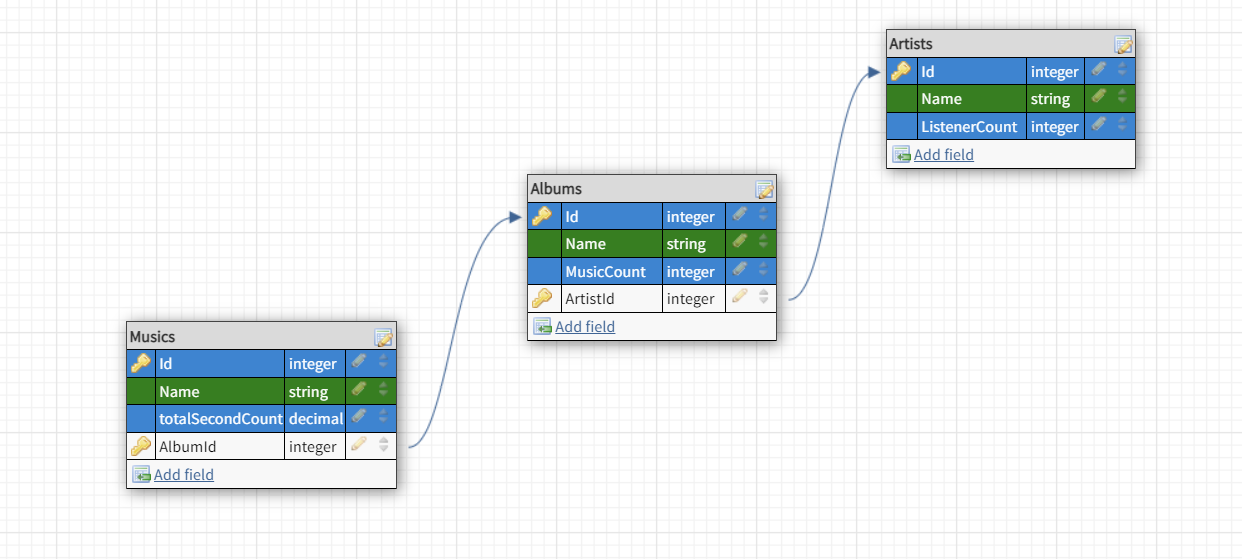 Artists
Id integer
Name string
ListenerCount integer
Add field
Albums
Id integer
Name string
MusicCount integer
ArtistId integer
Add field
Musics
Id integer
Name string
totalSecondCount decimal
AlbumId integer
Add field